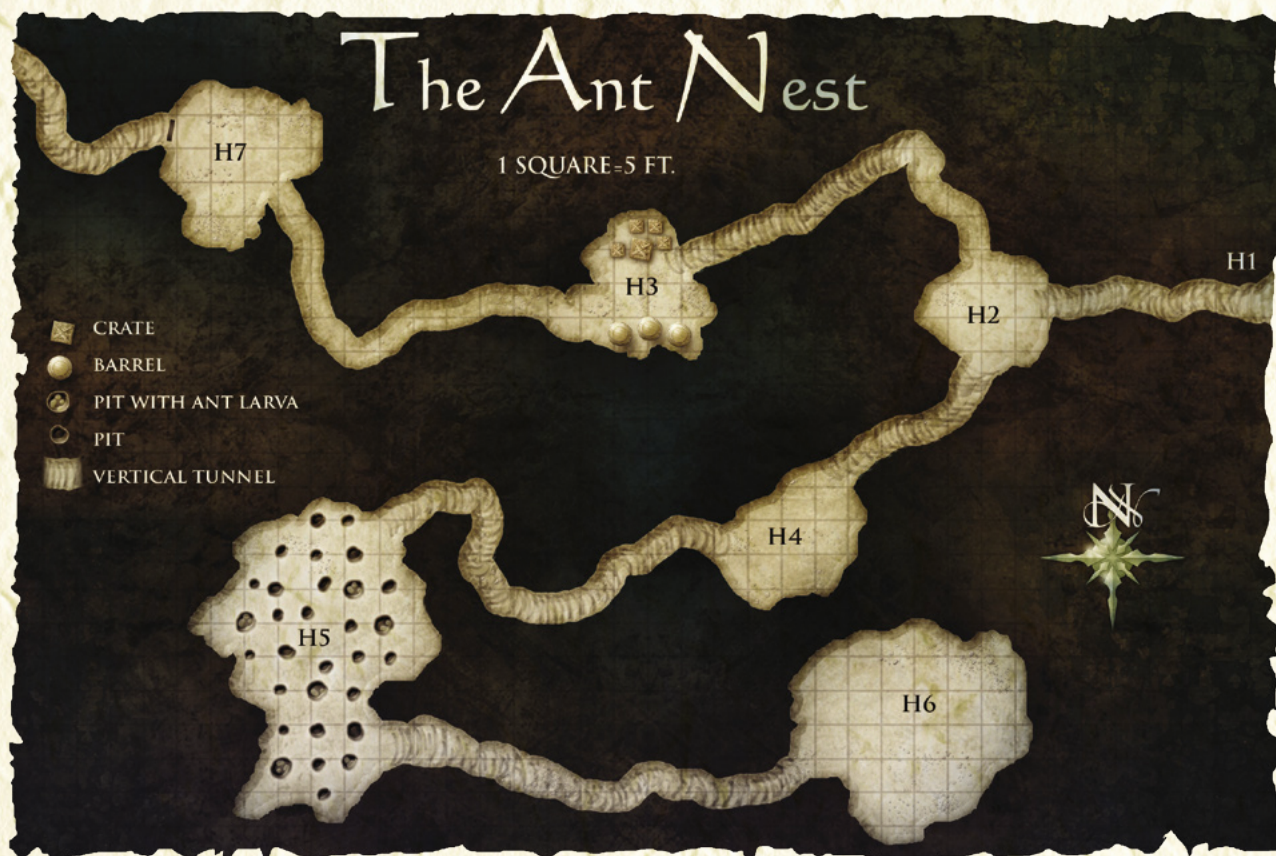 The Ant Nest
1 SQUARE=5 FT.
H7
H3
H1
H2
CRATE
BARREL
PIT WITH ANT LARVA
PIT
VERTICAL TUNNEL
N
H4
H5
H6